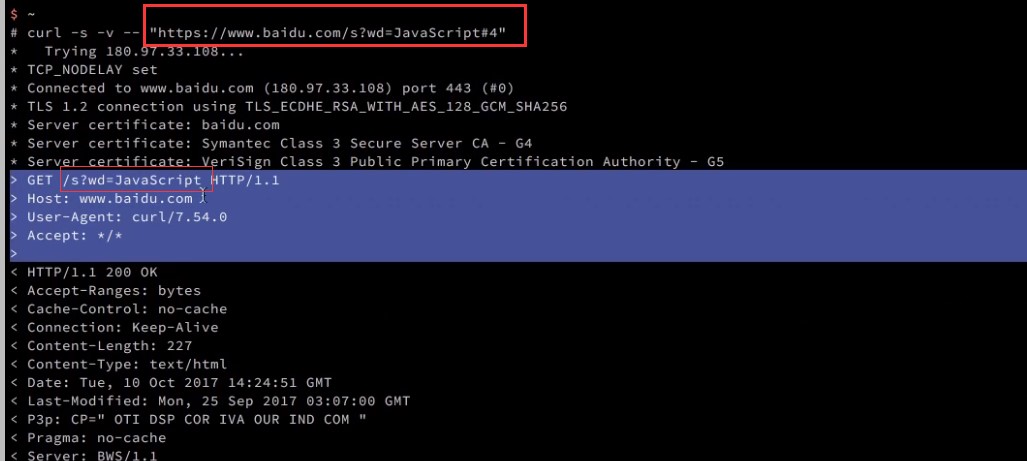 $ ~
# curl -s -v -- "https://www.baidu.com/s?wd=JavaScript#4"
* Trying 180.97.33.108...
* TCP_NODELAY set
* Connected to www.baidu.com (180.97.33.108) port 443 (#0)
* TLS 1.2 connection using TLS_ECDHE_RSA_WITH_AES_128_GCM_SHA256
* Server certificate: baidu.com
* Server certificate: Symantec Class 3 Secure Server CA - G4
* Server certificate: VeriSign Class 3 Public Primary Certification Authority - G5
> GET /s?wd=JavaScript HTTP/1.1
> Host: www.baidu.com
> User-Agent: curl/7.54.0
> Accept: */*
>
< HTTP/1.1 200 OK
< Accept-Ranges: bytes
< Cache-Control: no-cache
< Connection: Keep-Alive
< Content-Length: 227
< Content-Type: text/html
< Date: Tue, 10 Oct 2017 14:24:51 GMT
< Last-Modified: Mon, 25 Sep 2017 03:07:00 GMT
< P3p: CP=" OTI DSP COR IVA OUR IND COM "
< Pragma: no-cache
< Server: BWS/1.1